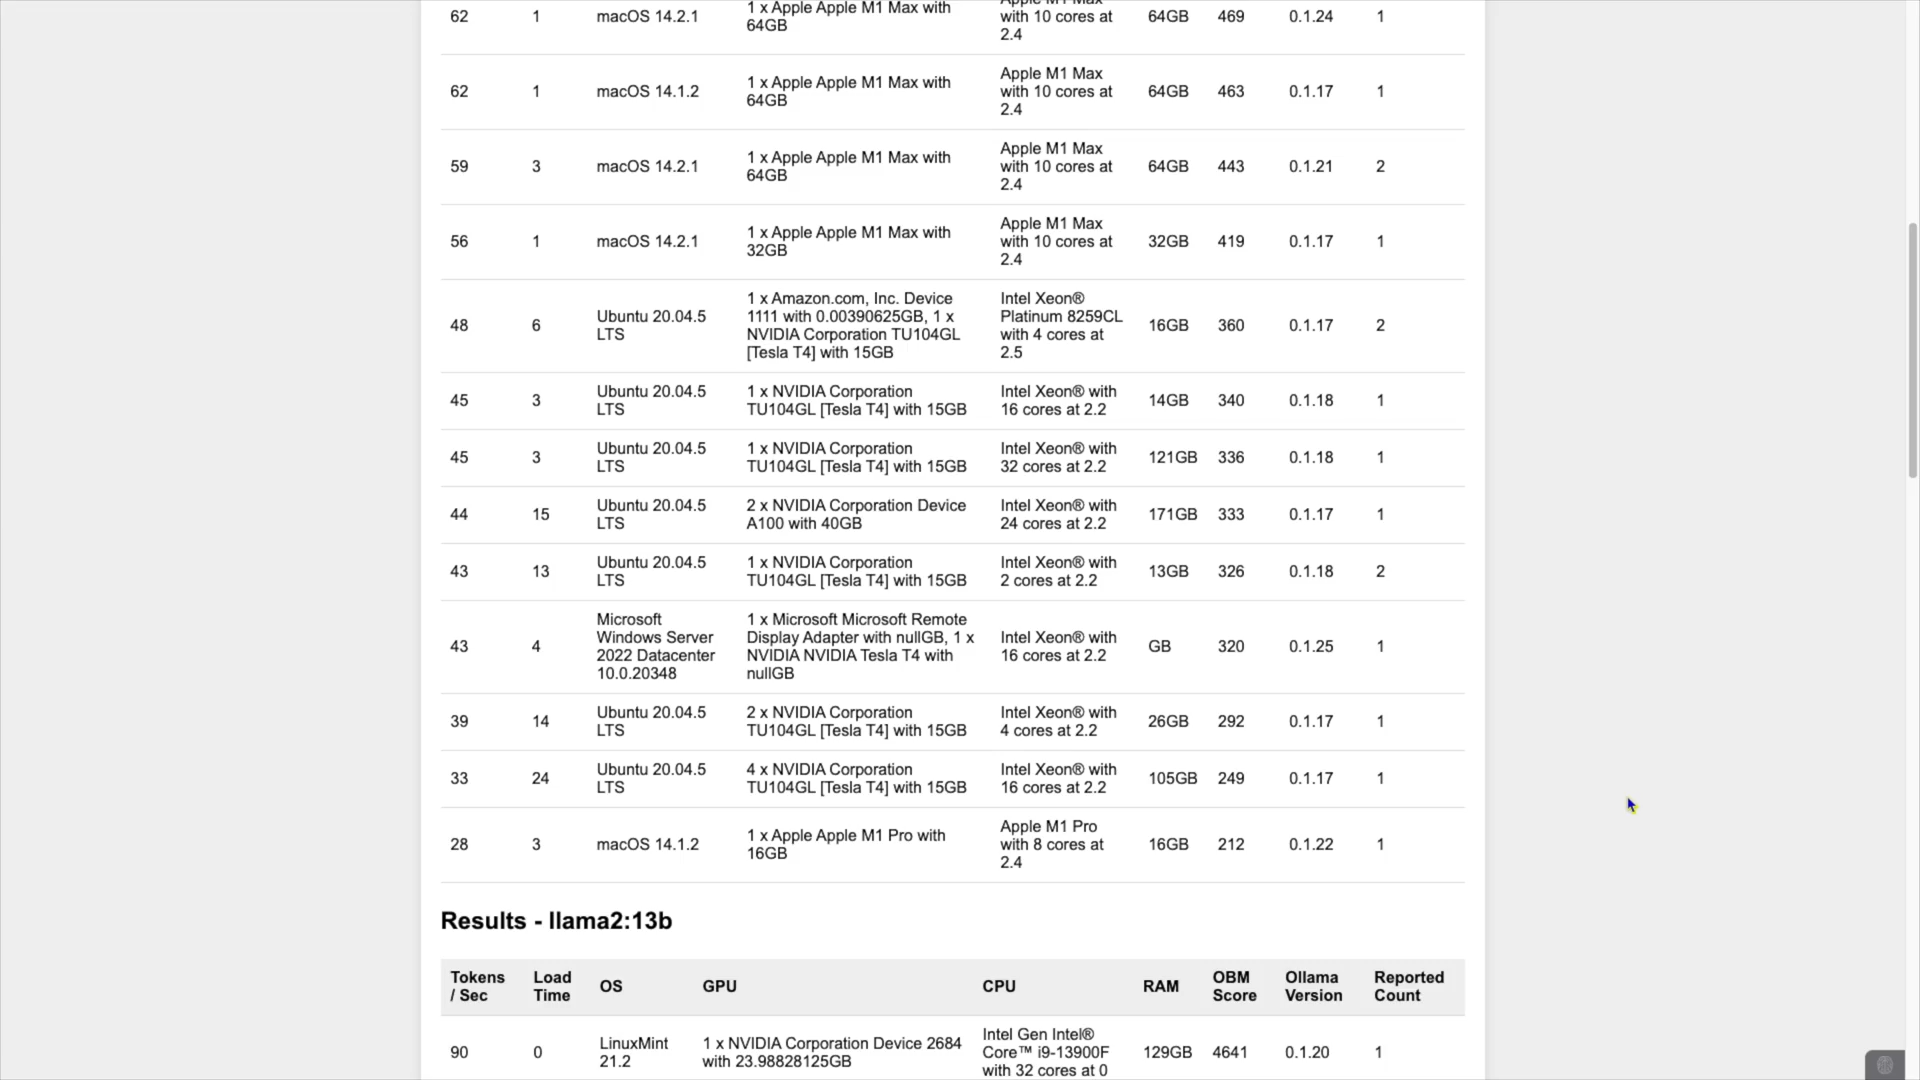 62 1 macOS 14.2.1 1 x Apple Apple M1 Max with 64GB Apple M1 Max with 10 cores at 2.4 64GB 469 0.1.24 1
62 1 macOS 14.1.2 1 x Apple Apple M1 Max with 64GB Apple M1 Max with 10 cores at 2.4 64GB 463 0.1.17 1
59 3 macOS 14.2.1 1 x Apple Apple M1 Max with 64GB Apple M1 Max with 10 cores at 2.4 64GB 443 0.1.21 2
56 1 macOS 14.2.1 1 x Apple Apple M1 Max with 32GB Apple M1 Max with 10 cores at 2.4 32GB 419 0.1.17 1
48 6 Ubuntu 20.04.5 LTS 1 x Amazon.com, Inc. Device 1111 with 0.00390625GB, 1 x NVIDIA Corporation TU104GL [Tesla T4] with 15GB Intel Xeon® Platinum 8259CL with 4 cores at 2.5 16GB 360 0.1.17 2
45 3 Ubuntu 20.04.5 LTS 1 x NVIDIA Corporation TU104GL [Tesla T4] with 15GB Intel Xeon® with 16 cores at 2.2 14GB 340 0.1.18 1
45 3 Ubuntu 20.04.5 LTS 1 x NVIDIA Corporation TU104GL [Tesla T4] with 15GB Intel Xeon® with 32 cores at 2.2 121GB 336 0.1.18 1
44 15 Ubuntu 20.04.5 LTS 2 x NVIDIA Corporation Device A100 with 40GB Intel Xeon® with 24 cores at 2.2 171GB 333 0.1.17 1
43 13 Ubuntu 20.04.5 LTS 1 x NVIDIA Corporation TU104GL [Tesla T4] with 15GB Intel Xeon® with 2 cores at 2.2 13GB 326 0.1.18 2
43 4 Microsoft Windows Server 2022 Datacenter 10.0.20348 1 x Microsoft Microsoft Remote Display Adapter with nullGB, 1 x NVIDIA NVIDIA Tesla T4 with nullGB Intel Xeon® with 16 cores at 2.2 GB 320 0.1.25 1
39 14 Ubuntu 20.04.5 LTS 2 x NVIDIA Corporation TU104GL [Tesla T4] with 15GB Intel Xeon® with 4 cores at 2.2 26GB 292 0.1.17 1
33 24 Ubuntu 20.04.5 LTS 4 x NVIDIA Corporation TU104GL [Tesla T4] with 15GB Intel Xeon® with 16 cores at 2.2 105GB 249 0.1.17 1
28 3 macOS 14.1.2 1 x Apple Apple M1 Pro with 16GB Apple M1 Pro with 8 cores at 2.4 16GB 212 0.1.22 1
Results - llama2:13b
Tokens / Sec Load Time OS GPU CPU RAM OBM Score Ollama Version Reported Count
90 0 LinuxMint 21.2 1 x NVIDIA Corporation Device 2684 with 23.98828125GB Intel Gen Intel® Core™ i9-13900F with 32 cores at 0 129GB 4641 0.1.20 1